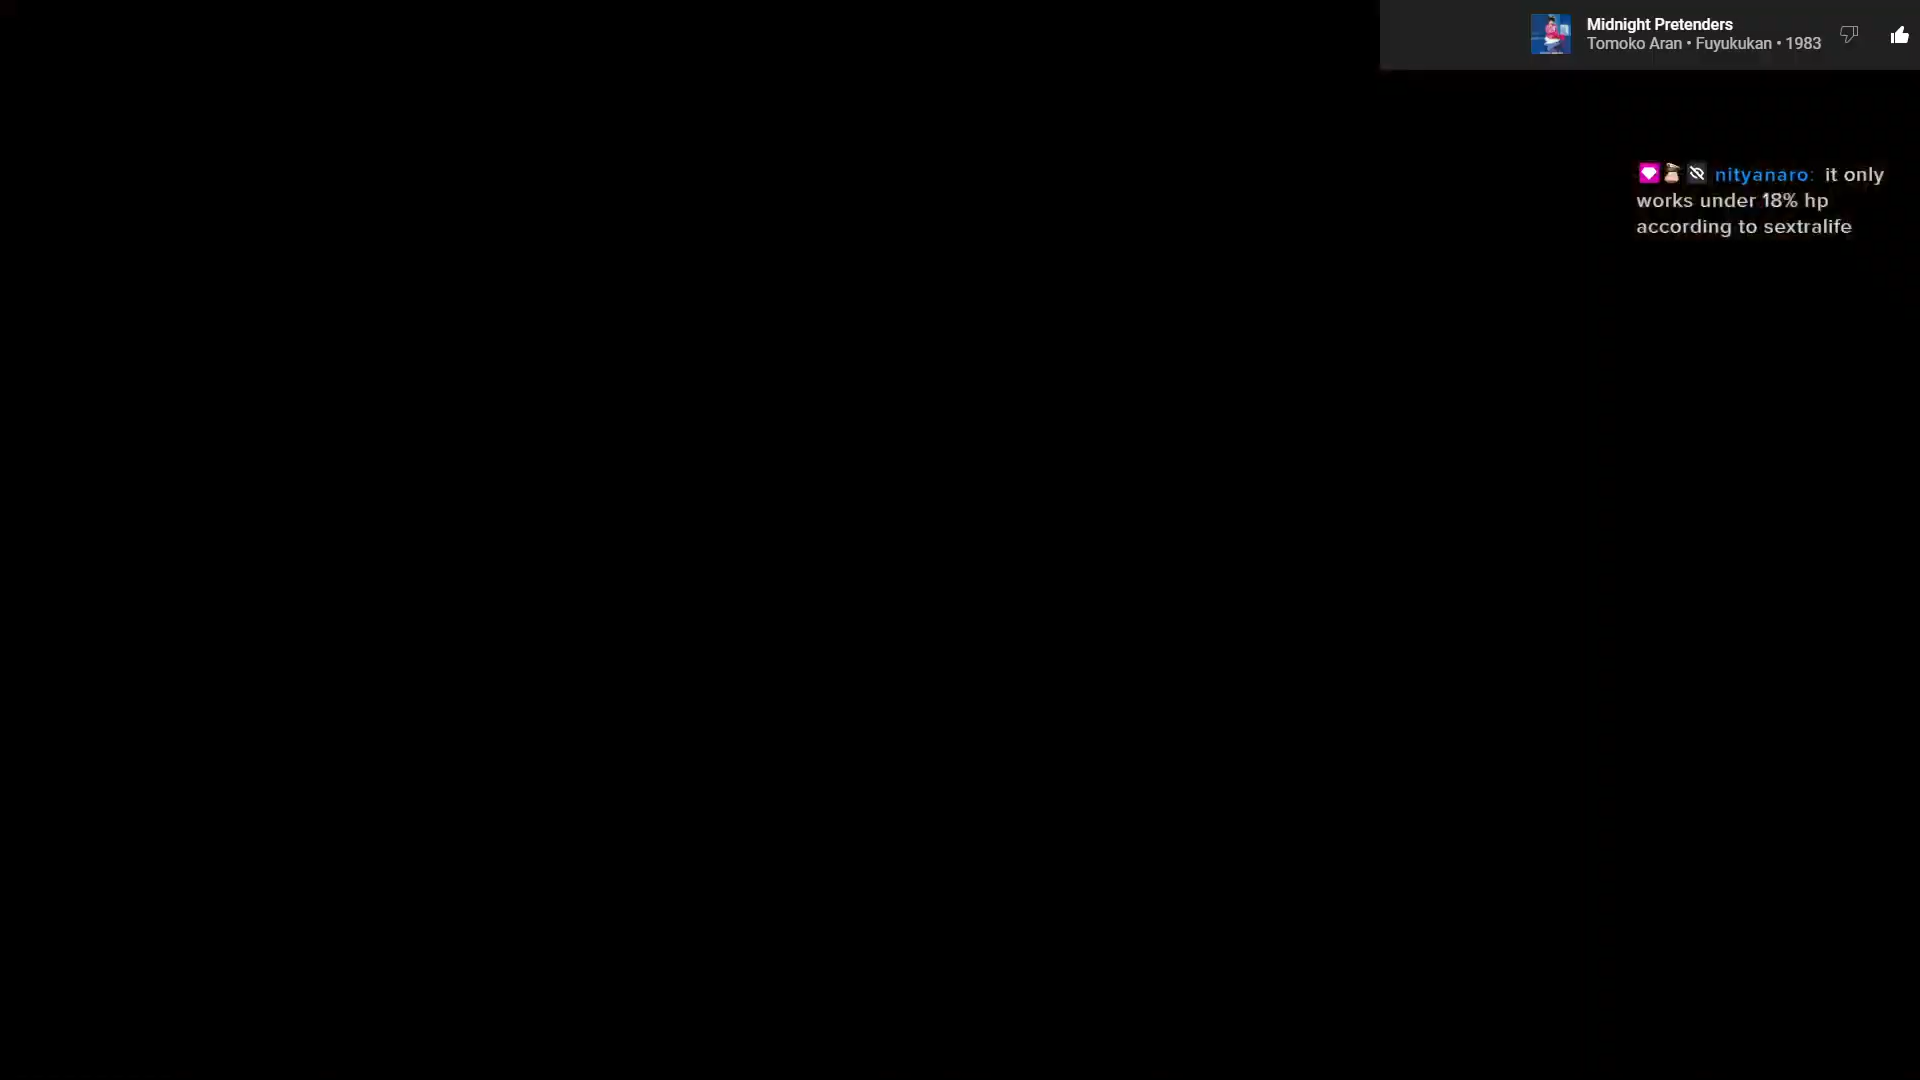 Midnight Pretenders
Tomoko Aran • Fuyukukan • 1983
nityanaro: it only
works under 18% hp
according to sextralife